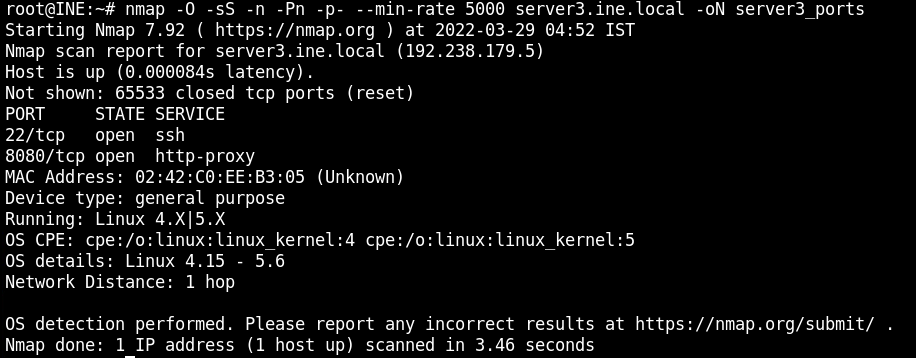 root@INE:~# nmap -O -sS -n -Pn -p- --min-rate 5000 server3.ine.local -oN server3_ports
Starting Nmap 7.92 ( https://nmap.org ) at 2022-03-29 04:52 IST
Nmap scan report for server3.ine.local (192.238.179.5)
Host is up (0.000084s latency).
Not shown: 65533 closed tcp ports (reset)
PORT     STATE SERVICE
22/tcp   open  ssh
8080/tcp open  http-proxy
MAC Address: 02:42:C0:EE:B3:05 (Unknown)
Device type: general purpose
Running: Linux 4.X|5.X
OS CPE: cpe:/o:linux:linux_kernel:4 cpe:/o:linux:linux_kernel:5
OS details: Linux 4.15 - 5.6
Network Distance: 1 hop

OS detection performed. Please report any incorrect results at https://nmap.org/submit/ .
Nmap done: 1 IP address (1 host up) scanned in 3.46 seconds